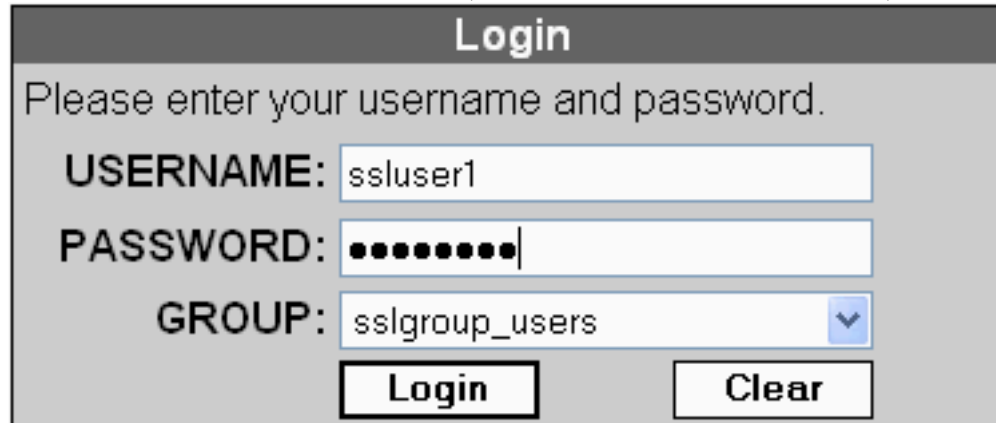 Login
Please enter your username and password.
USERNAME: ssluser1
PASSWORD: ●●●●●●●●
GROUP: sslgroup_users
Login Clear